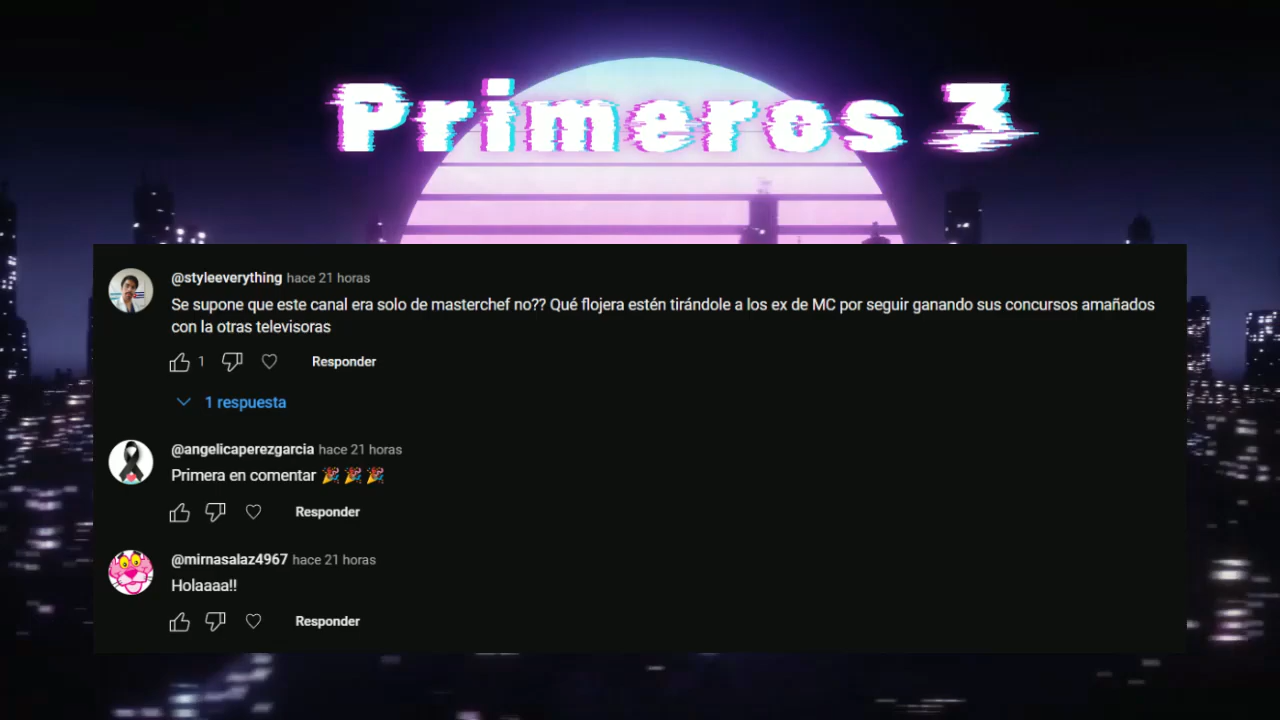 Primeros 3
@styleeverything hace 21 horas
Se supone que este canal era solo de masterchef no?? Qué flojera estén tirándole a los ex de MC por seguir ganando sus concursos amañados
con la otras televisoras
1 Responder
1 respuesta
@angelicaperezgarcia hace 21 horas
Primera en comentar 🎉 🎉 🎉
Responder
@mirnasalaz4967 hace 21 horas
Holaaaa!!
Responder